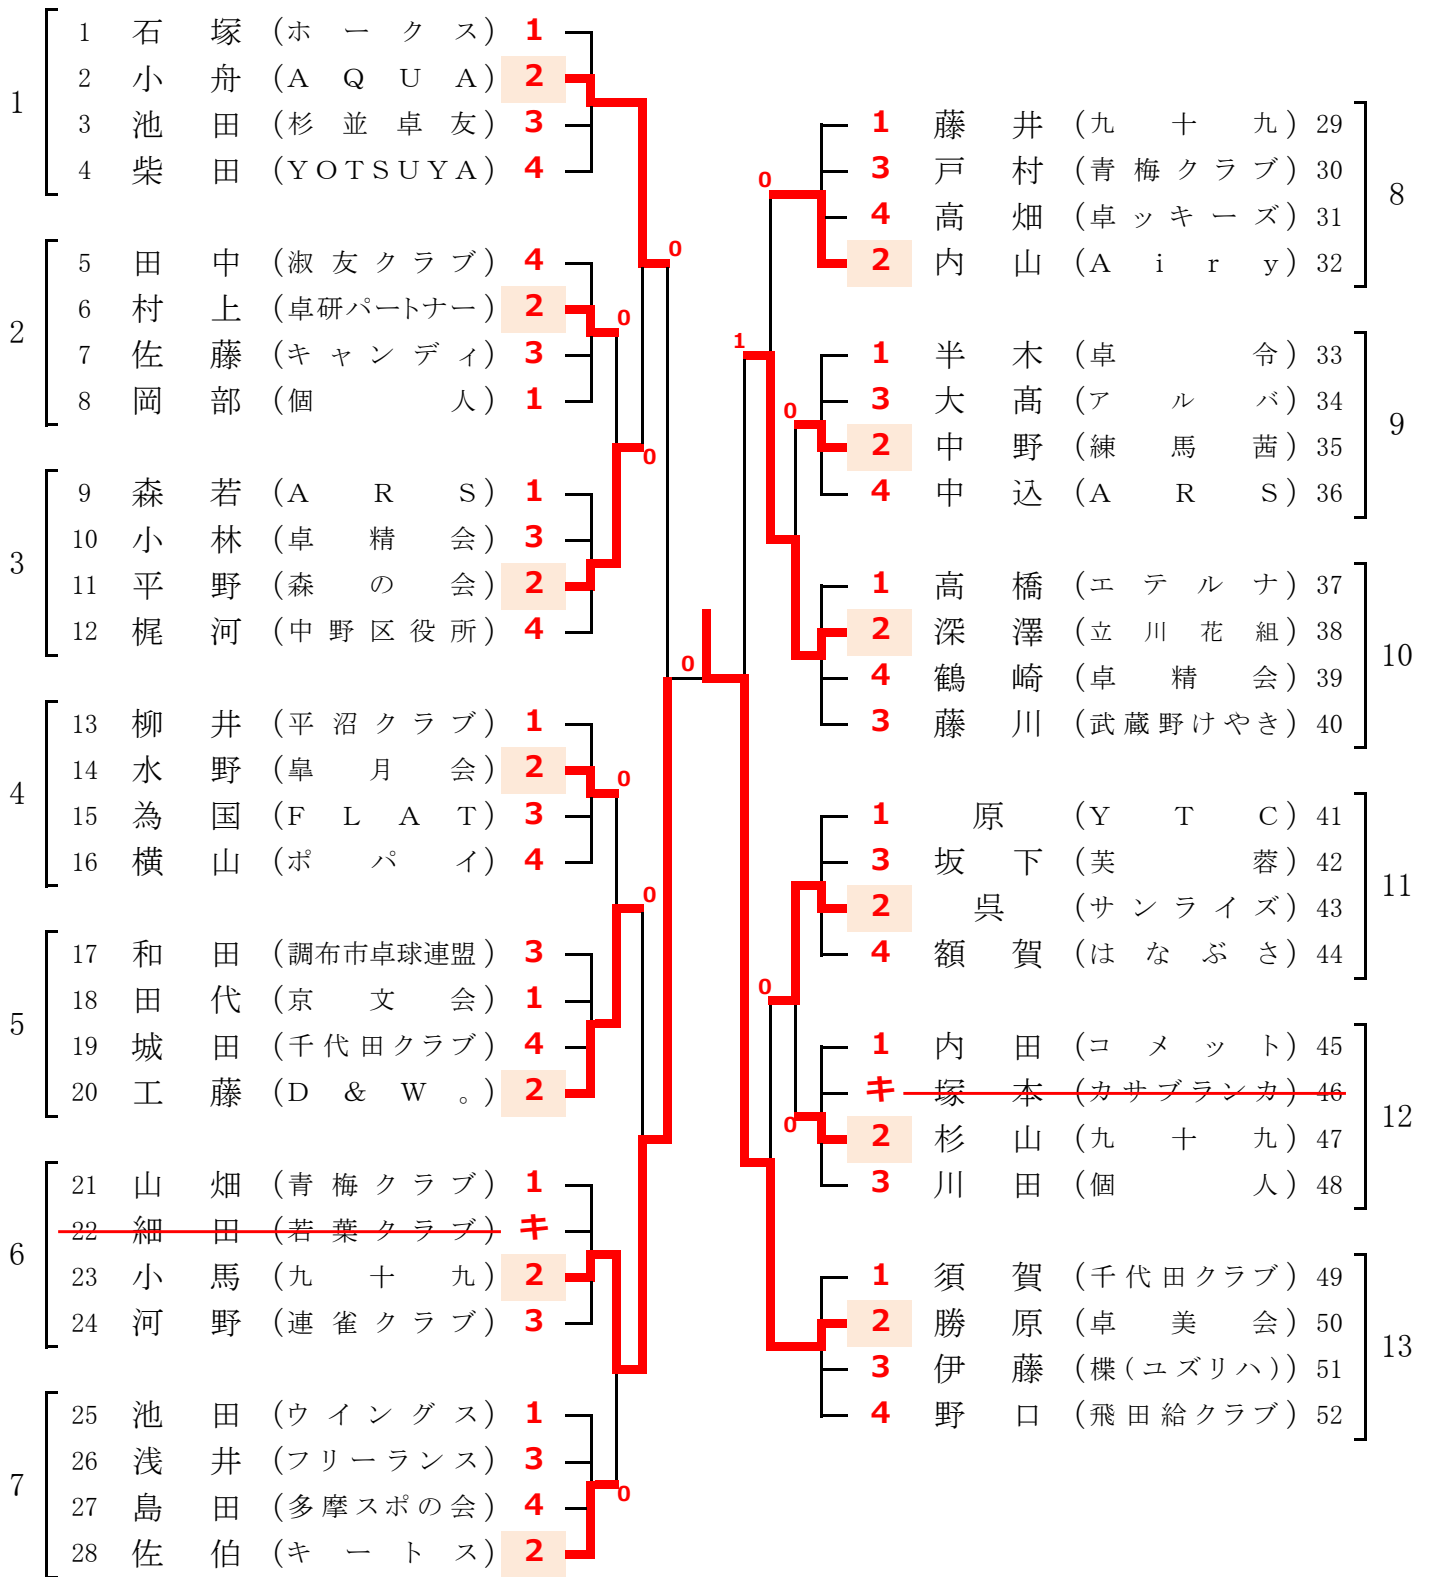 1
1 石塚 (ホークス) 1
2 小舟 (AQUA) 2
3 池田 (杉並卓友) 3
4 柴田 (YOTSUYA) 4
2
5 田中 (淑友クラブ) 4
6 村上 (卓研パートナー) 2
7 佐藤 (キャンディ) 3
8 岡部 (個人) 1
3
9 森若 (ARS) 1
10 小林 (卓精会) 3
11 平野 (森の会) 2
12 梶河 (中野区役所) 4
4
13 柳井 (平沼クラブ) 1
14 水野 (皐月会) 2
15 為国 (FLAT) 3
16 横山 (ポパイ) 4
5
17 和田 (調布市卓球連盟) 3
18 田代 (京文会) 1
19 城田 (千代田クラブ) 4
20 工藤 (D&W。) 2
6
21 山畑 (青梅クラブ) 1
22 細田 (若葉クラブ) キ
23 小馬 (九十九) 2
24 河野 (連雀クラブ) 3
7
25 池田 (ウイングス) 1
26 浅井 (フリーランス) 3
27 島田 (多摩スポの会) 4
28 佐伯 (キートス) 2
0
0
0
0
0
0
0
0
1
0
0
0
1 藤井 (九十九) 29
3 戸村 (青梅クラブ) 30
4 高畑 (卓ッキーズ) 31
2 内山 (Airy) 32
8
1 半木 (卓令) 33
3 大髙 (アルバ) 34
2 中野 (練馬茜) 35
4 中込 (ARS) 36
9
1 高橋 (エテルナ) 37
2 深澤 (立川花組) 38
4 鶴崎 (卓精会) 39
3 藤川 (武蔵野けやき) 40
10
1 原 (YTC) 41
3 坂下 (芙蓉) 42
2 呉 (サンライズ) 43
4 額賀 (はなぶさ) 44
11
1 内田 (コメット) 45
キ 塚本 (カサブランカ) 46
2 杉山 (九十九) 47
3 川田 (個人) 48
12
1 須賀 (千代田クラブ) 49
2 勝原 (卓美会) 50
3 伊藤 (楪(ユズリハ)) 51
4 野口 (飛田給クラブ) 52
13